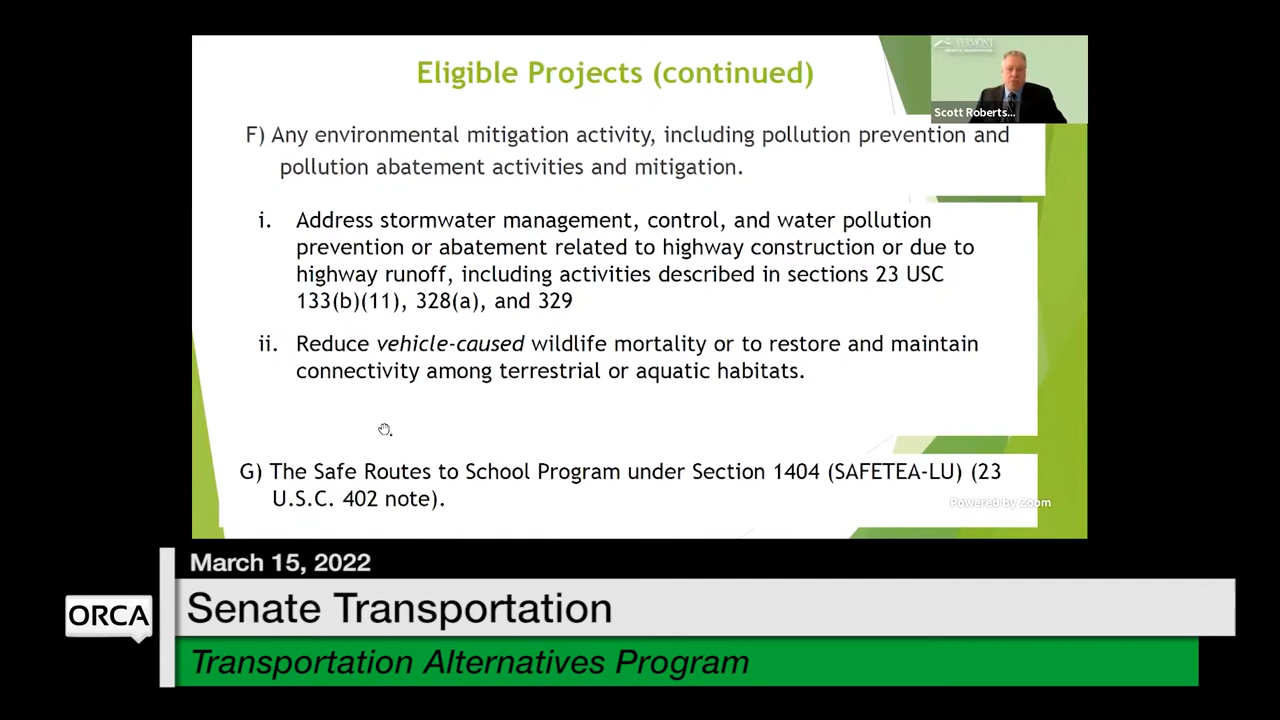 Eligible Projects (continued)
VERMONT
Scott Roberts...
F) Any environmental mitigation activity, including pollution prevention and
pollution abatement activities and mitigation.
i. Address stormwater management, control, and water pollution
prevention or abatement related to highway construction or due to
highway runoff, including activities described in sections 23 USC
133(b)(11), 328(a), and 329
ii. Reduce vehicle-caused wildlife mortality or to restore and maintain
connectivity among terrestrial or aquatic habitats.
G) The Safe Routes to School Program under Section 1404 (SAFETEA-LU) (23
U.S.C. 402 note).
Powered by Zoom
March 15, 2022
ORCA
Senate Transportation
Transportation Alternatives Program